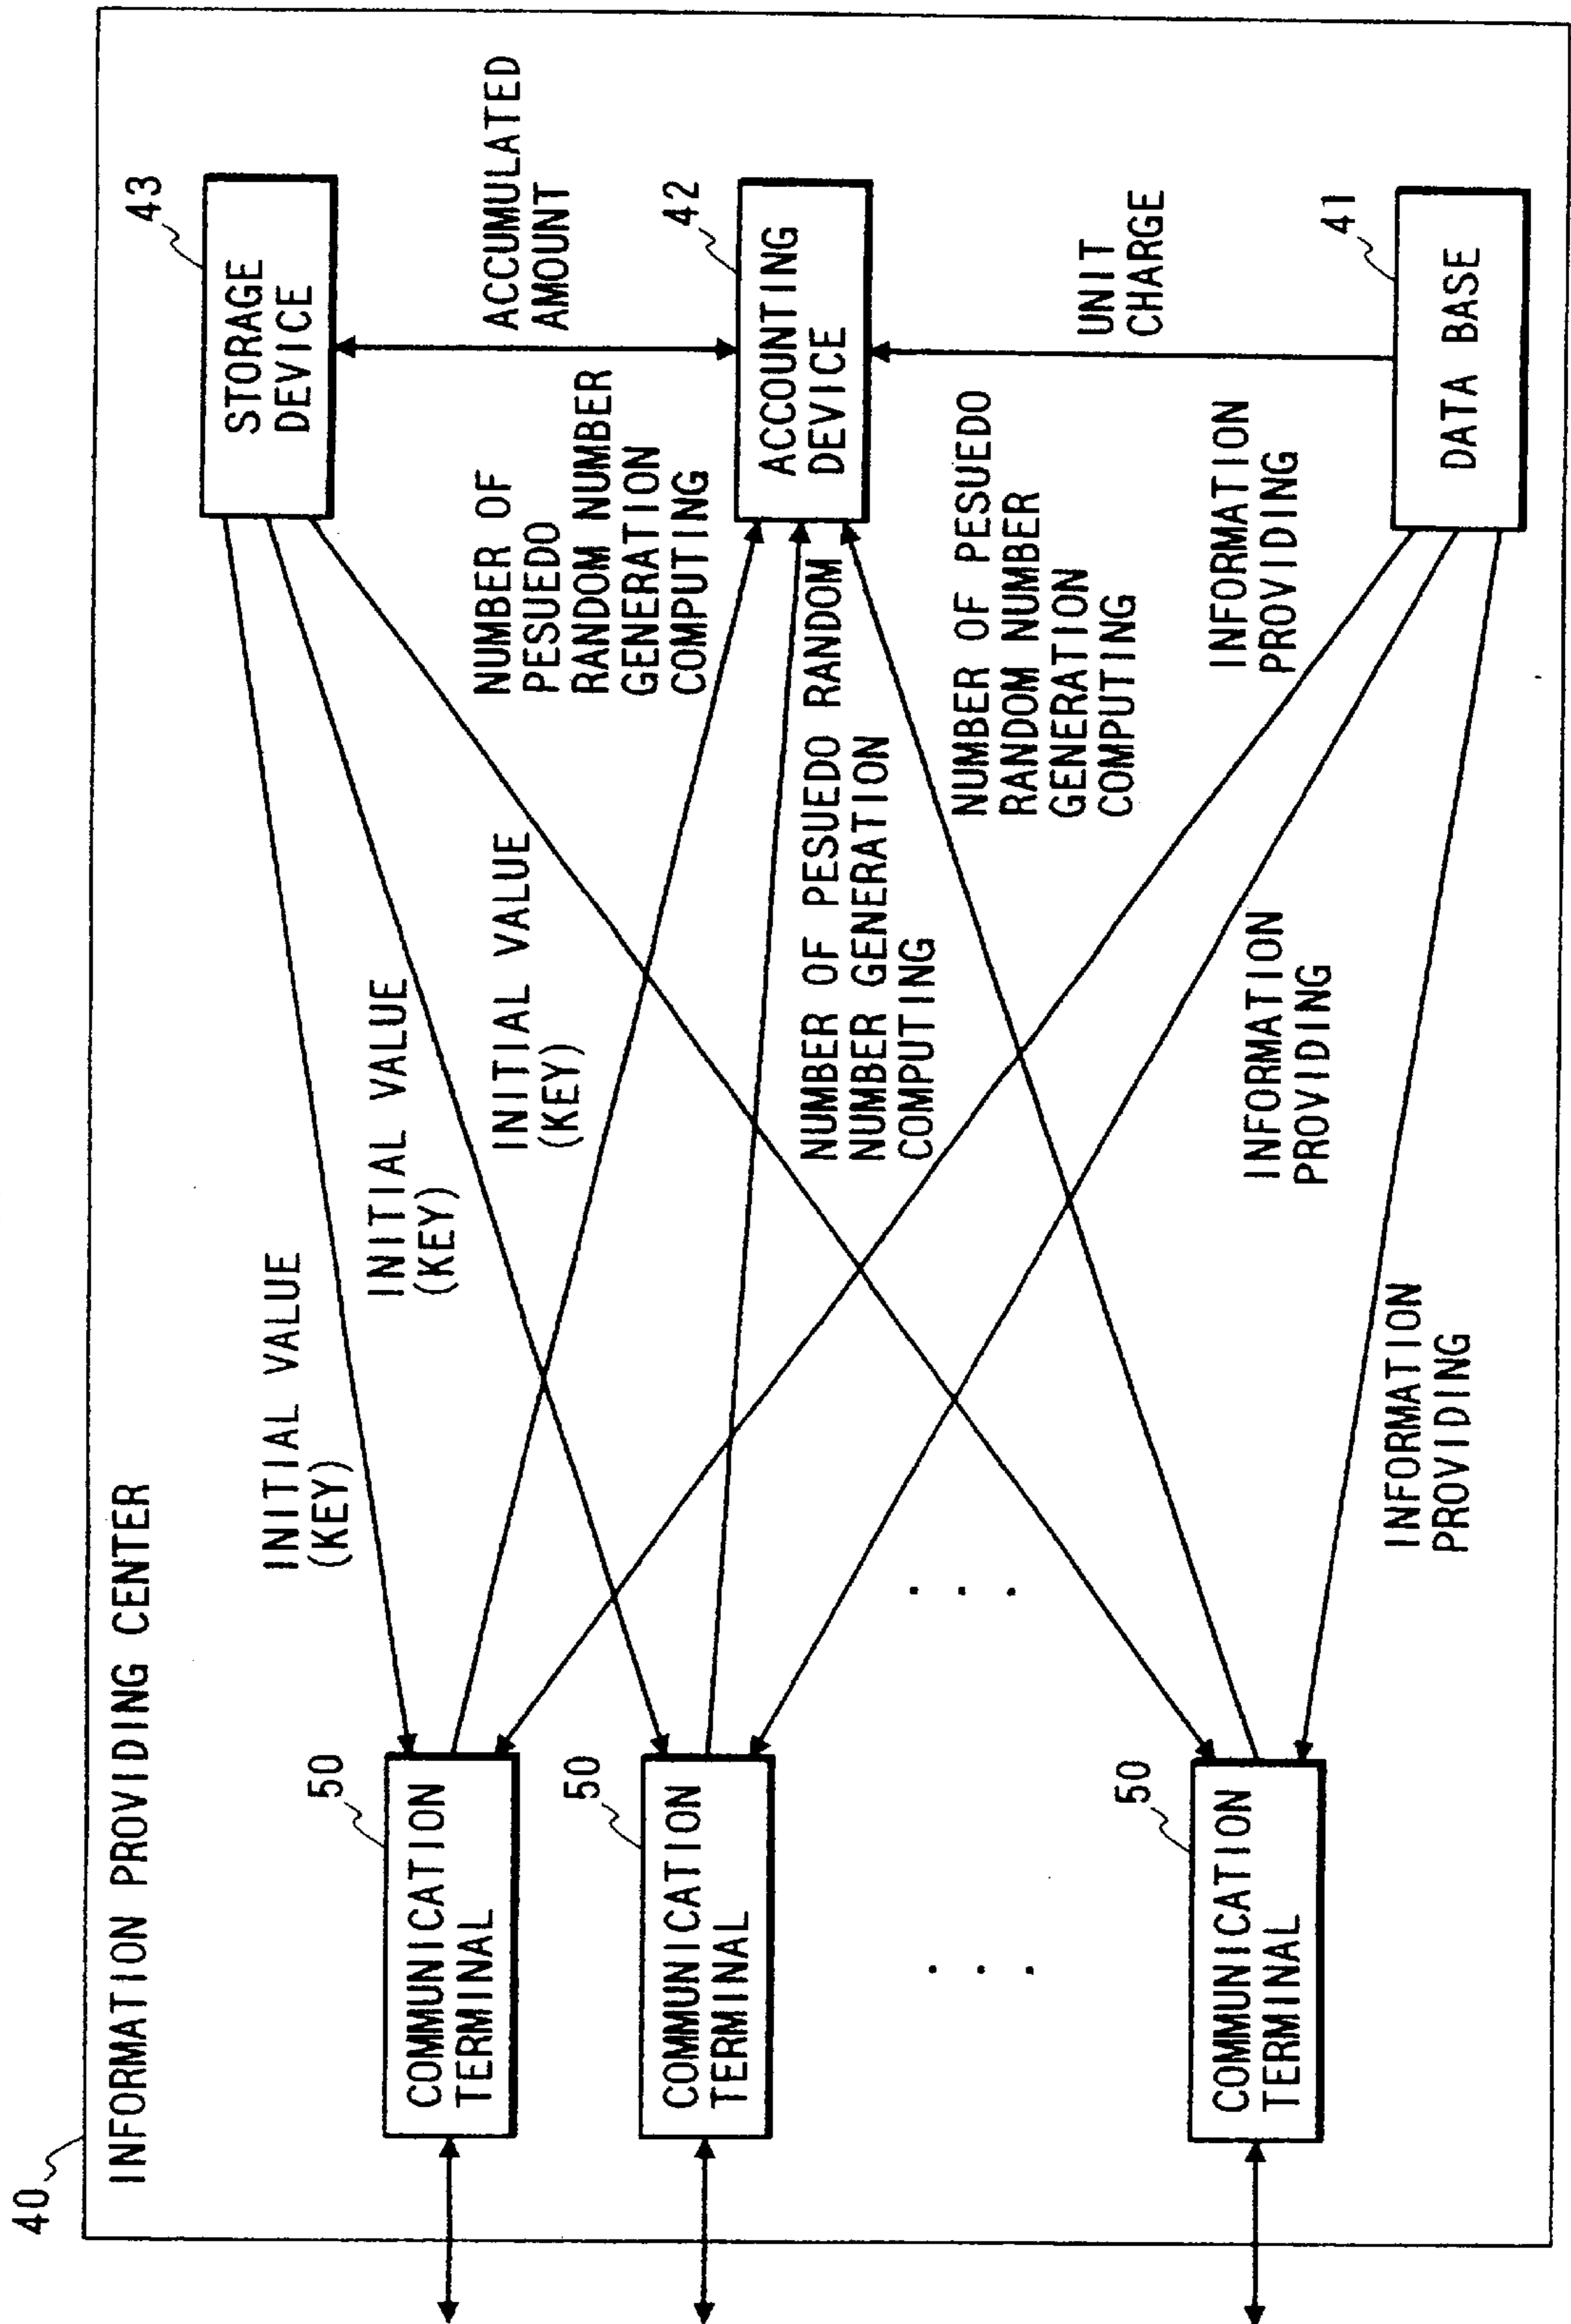 40
INFORMATION PROVIDING CENTER
50
COMMUNICATION
TERMINAL
50
COMMUNICATION
TERMINAL
. . .
50
COMMUNICATION
TERMINAL
INITIAL VALUE
(KEY)
INITIAL VALUE
(KEY)
INITIAL VALUE
(KEY)
NUMBER OF
PESUEDO
RANDOM NUMBER
GENERATION
COMPUTING
NUMBER OF PESUEDO RANDOM
NUMBER GENERATION
COMPUTING
NUMBER OF PESUEDO
RANDOM NUMBER
GENERATION
COMPUTING
. . .
INFORMATION
PROVIDING
INFORMATION
PROVIDING
INFORMATION
PROVIDING
43
STORAGE
DEVICE
ACCUMULATED
AMOUNT
42
ACCOUNTING
DEVICE
UNIT
CHARGE
41
DATA BASE